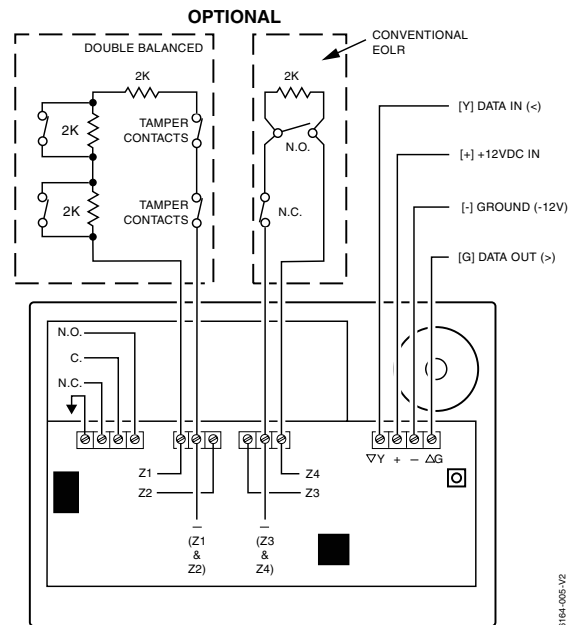 OPTIONAL
DOUBLE BALANCED
CONVENTIONAL
EOLR
2K
2K
2K
TAMPER
CONTACTS
N.O.
2K
TAMPER
CONTACTS
N.C.
[Y] DATA IN (<)
[+] +12VDC IN
[-] GROUND (-12V)
[G] DATA OUT (>)
N.O.
C.
N.C.
▽Y + – △G
Z1
Z2
Z4
Z3
–
(Z1
&
Z2)
–
(Z3
&
Z4)
6164-005-V2